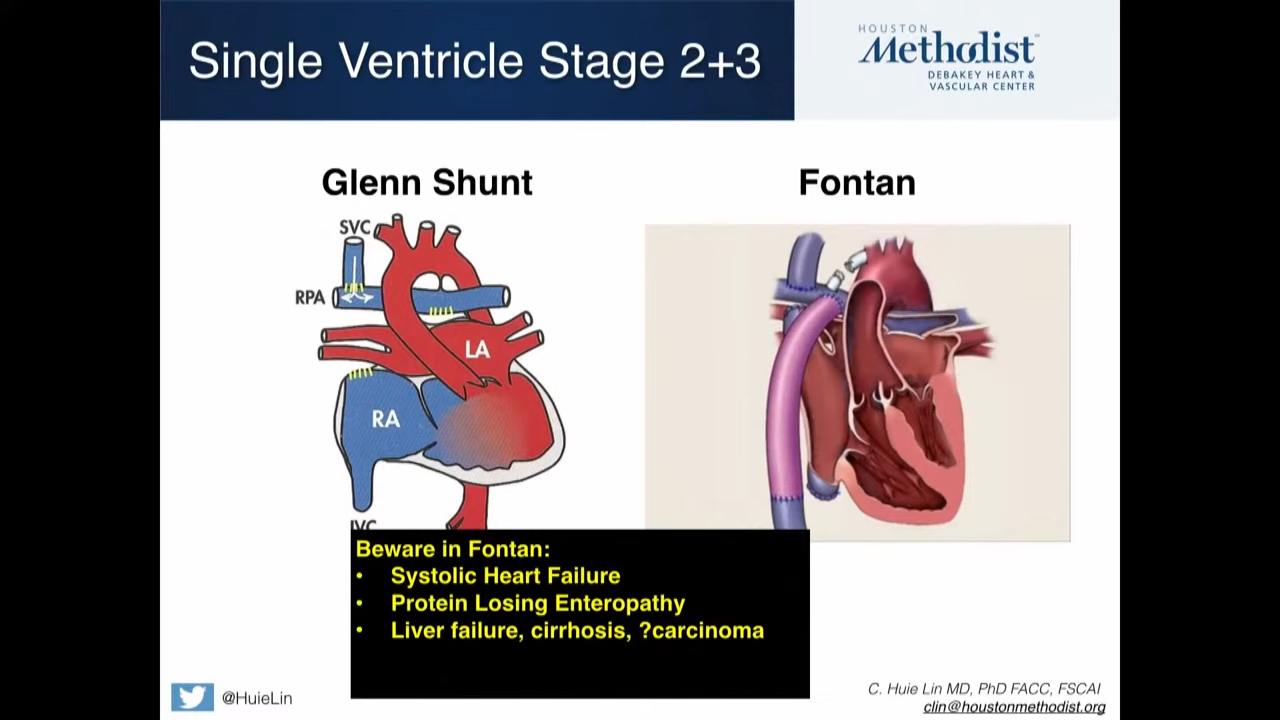 Single Ventricle Stage 2+3
HOUSTON
Methodist
DEBAKEY HEART &
VASCULAR CENTER
Glenn Shunt
SVC
RPA
LA
RA
IVC
Fontan
Beware in Fontan:
• Systolic Heart Failure
• Protein Losing Enteropathy
• Liver failure, cirrhosis, ?carcinoma
@HuieLin
C. Huie Lin MD, PhD FACC, FSCAI
clin@houstonmethodist.org